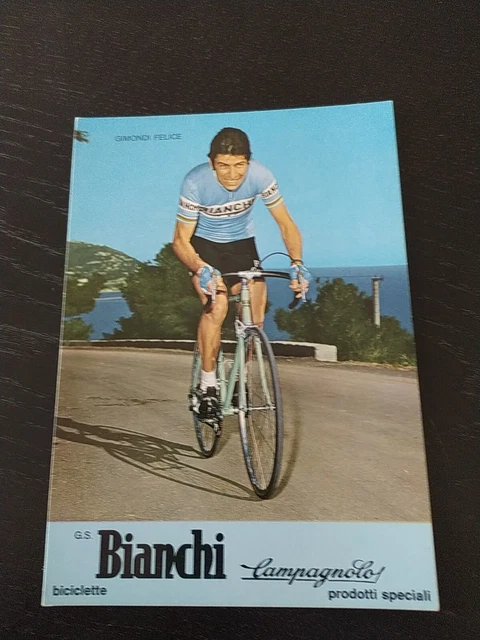 GIMONDI FELICE
BIANCHI
G.S. Bianchi Campagnolo
biciclette prodotti speciali